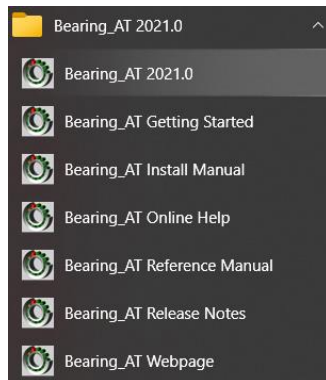 Bearing_AT 2021.0
Bearing_AT 2021.0
Bearing_AT Getting Started
Bearing_AT Install Manual
Bearing_AT Online Help
Bearing_AT Reference Manual
Bearing_AT Release Notes
Bearing_AT Webpage